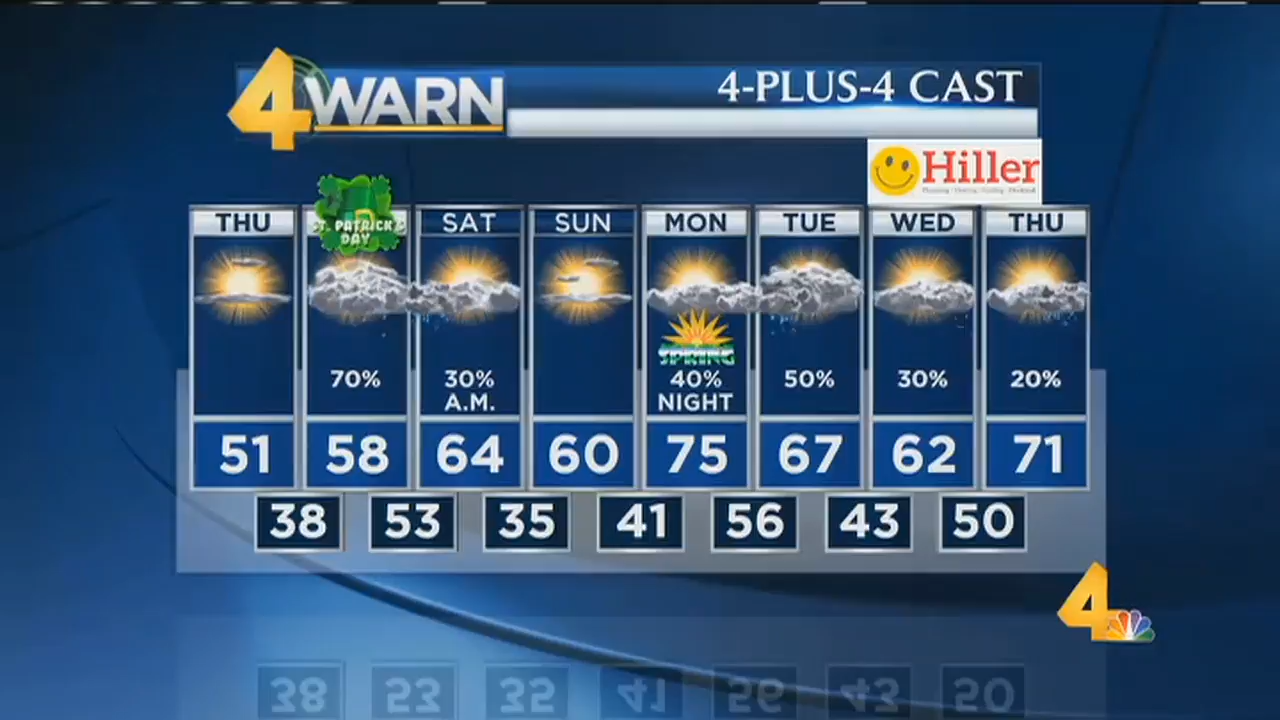 4WARN
4-PLUS-4 CAST
Hiller
THU
ST. PATRICK'S
DAY
SAT
SUN
MON
TUE
WED
THU
SPRING
70%
30%
A.M.
40%
NIGHT
50%
30%
20%
51
58
64
60
75
67
62
71
38
53
35
41
56
43
50
4